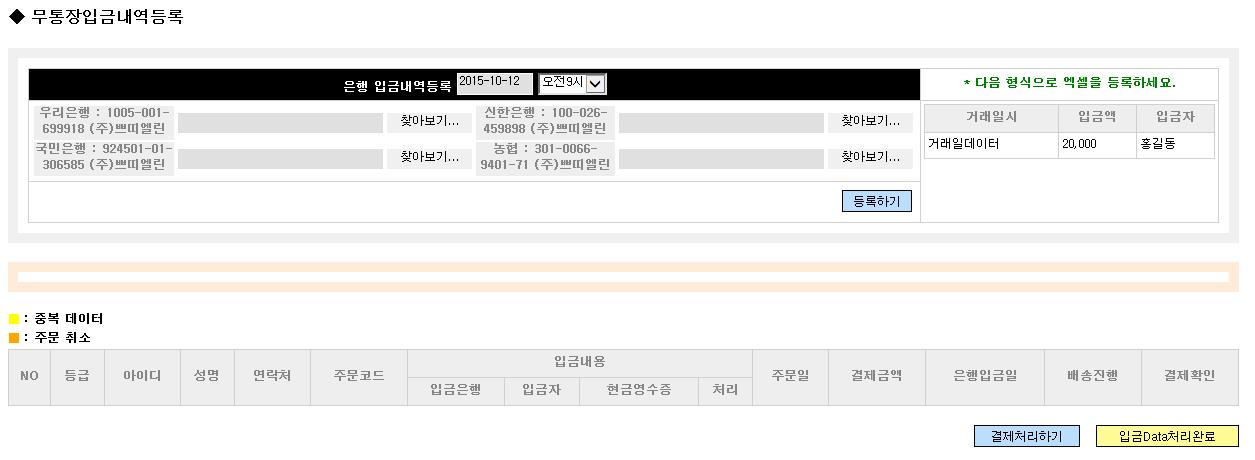 ◆ 무통장입금내역등록
은행 입금내역등록 2015-10-12 오전9시
우리은행 : 1005-001-
699918 (주)쁘띠엘린
찾아보기...
신한은행 : 100-026-
459898 (주)쁘띠엘린
찾아보기...
국민은행 : 924501-01-
306585 (주)쁘띠엘린
찾아보기...
농협 : 301-0066-
9401-71 (주)쁘띠엘린
찾아보기...
등록하기
* 다음 형식으로 엑셀을 등록하세요.
거래일시 입금액 입금자
거래일데이터 20,000 홍길동
: 중복 데이터
: 주문 취소
NO 등급 아이디 성명 연락처 주문코드 입금내용 주문일 결제금액 은행입금일 배송진행 결제확인
입금은행 입금자 현금영수증 처리
결제처리하기 입금Data처리완료